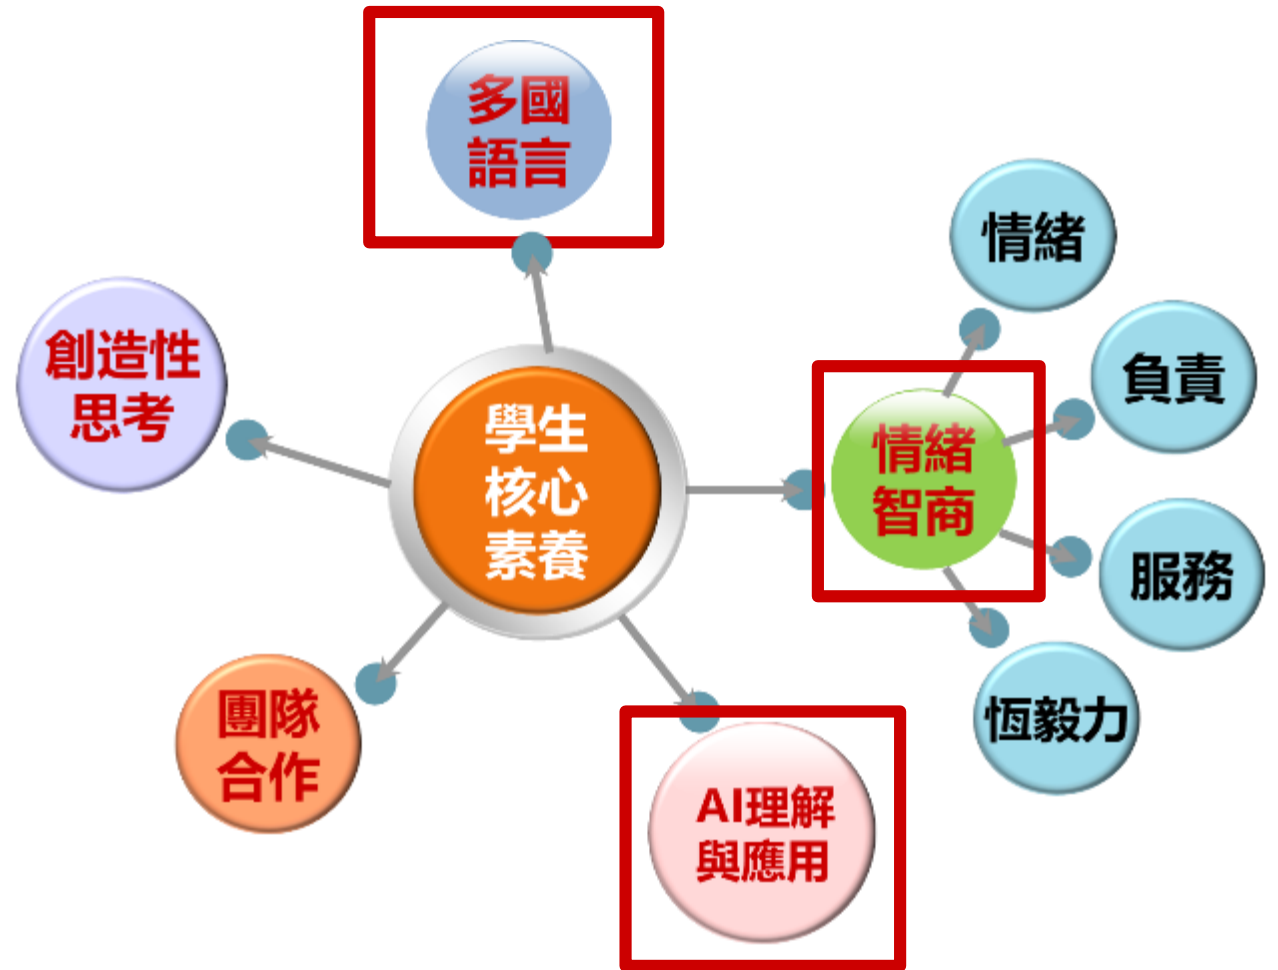 多國
語言
情緒
負責
創造性
思考
學生
核心
素養
情緒
智商
服務
團隊
合作
恆毅力
AI理解
與應用